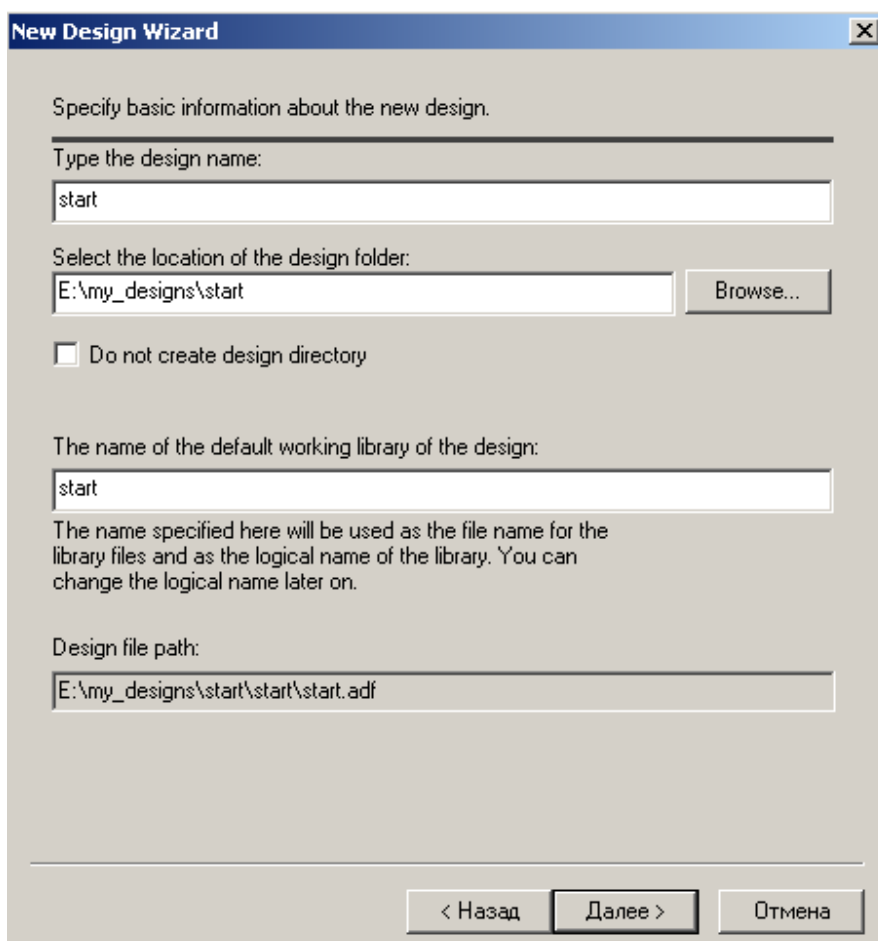 New Design Wizard
Specify basic information about the new design.
Type the design name:
start
Select the location of the design folder:
E:\my_designs\start
Browse...
Do not create design directory
The name of the default working library of the design:
start
The name specified here will be used as the file name for the
library files and as the logical name of the library. You can
change the logical name later on.
Design file path:
E:\my_designs\start\start\start.adf
< Назад
Далее >
Отмена